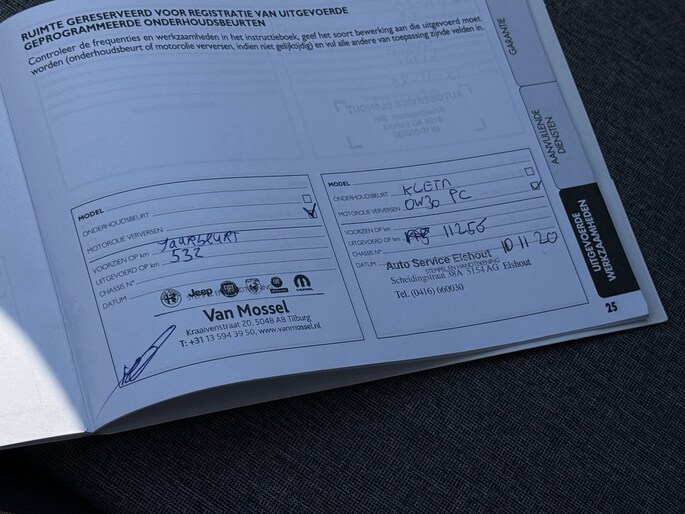 RUIMTE GERESERVEERD VOOR REGISTRATIE VAN UITGEVOERDE
GEPROGRAMMEERDE ONDERHOUDSBEURTEN
Controleer de frequenties en werkzaamheden in het instructieboek, geef het soort bewerking aan die uitgevoerd moet
worden (onderhoudsbeurt of motorolie verversen, indien niet gelijktijdig) en vul alle andere van toepassing zijnde velden in.
MODEL
ONDERHOUDSBEURT
MOTOROLIE VERVERSEN
JAARBEURT
VOORZIEN OP km
532
UITGEVOERD OP km
CHASSIS N°
DATUM
Jeep
Van Mossel
Kraaivenstraat 20, 5048 AB Tilburg
T: +31 13 594 39 50, www.vanmossel.nl
MODEL
KLEIN
ONDERHOUDSBEURT
0W30 PC
MOTOROLIE VERVERSEN
VOORZIEN OP km
11256
UITGEVOERD OP km
CHASSIS N°
10 11 20
DATUM
Auto Service Elshout
STEMPEL EN HANDTEKENING
Scheidingstraat 38A 5154 AG Elshout
Tel. (0416) 660030
GARANTIE
AANVULLENDE
DIENSTEN
UITGEVOERDE
WERKZAAMHEDEN
25